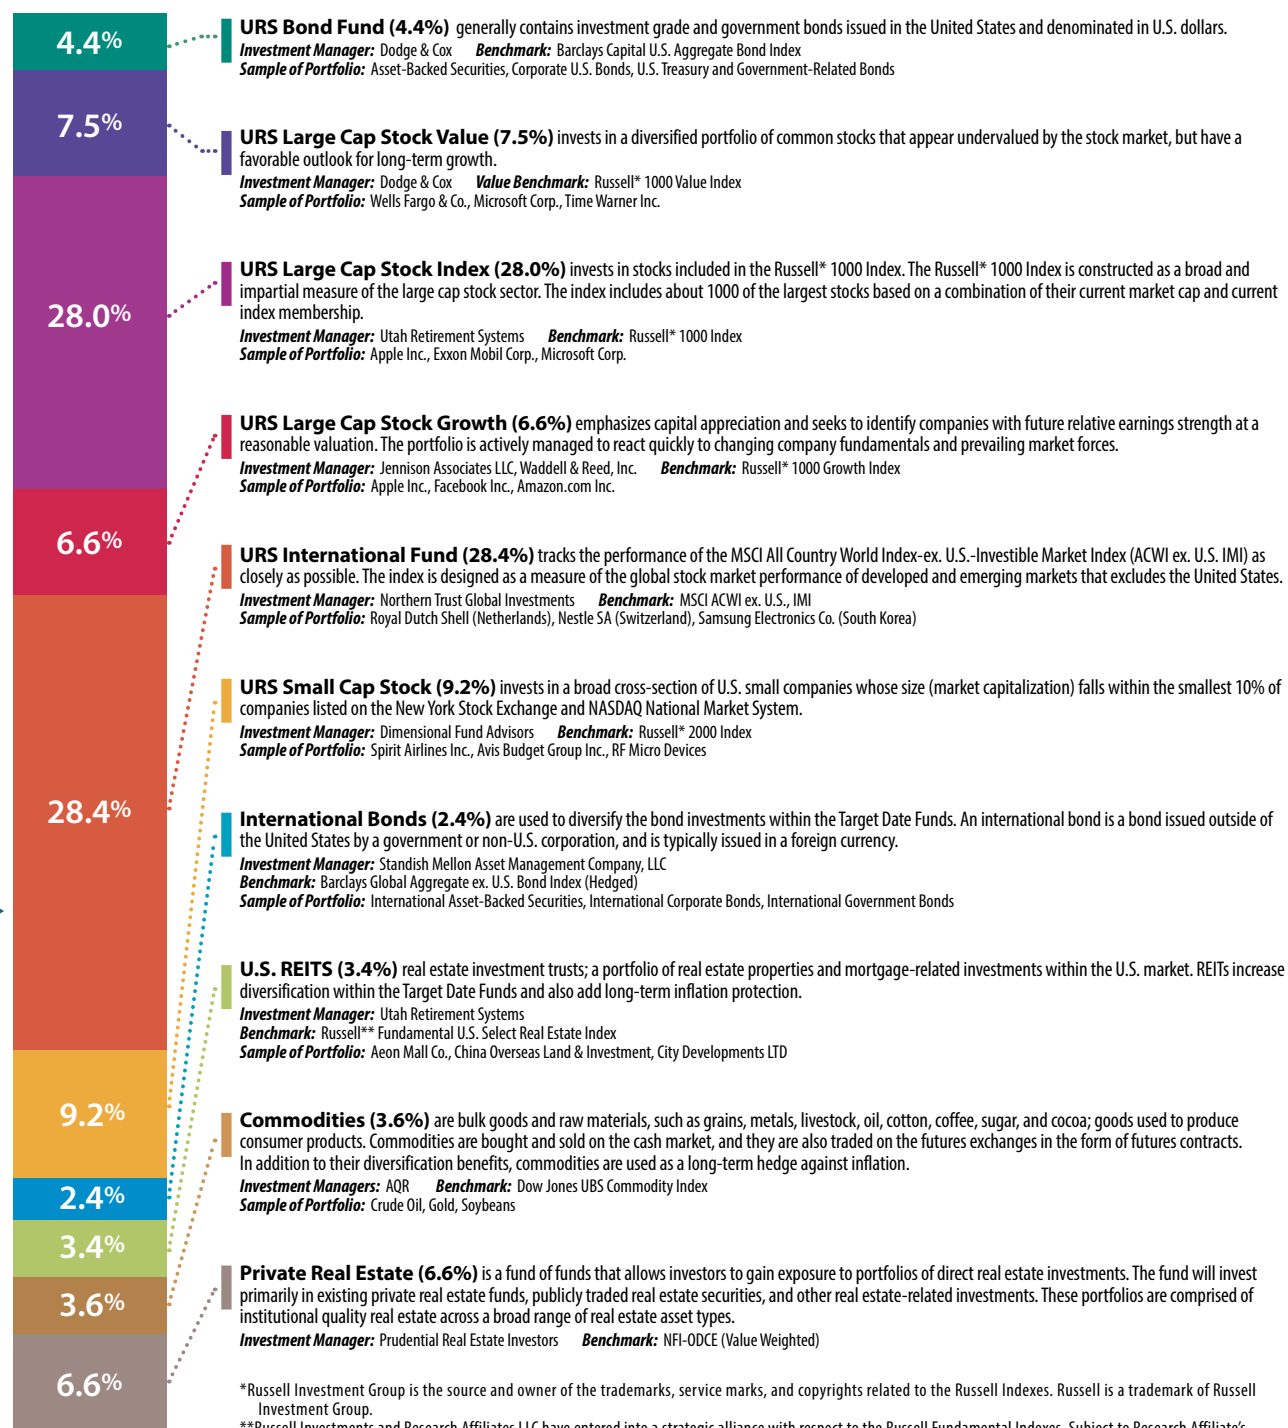 4.4%
URS Bond Fund (4.4%) generally contains investment grade and government bonds issued in the United States and denominated in U.S. dollars.
Investment Manager: Dodge & Cox Benchmark: Barclays Capital U.S. Aggregate Bond Index
Sample of Portfolio: Asset-Backed Securities, Corporate U.S. Bonds, U.S. Treasury and Government-Related Bonds
7.5%
URS Large Cap Stock Value (7.5%) invests in a diversified portfolio of common stocks that appear undervalued by the stock market, but have a
favorable outlook for long-term growth.
Investment Manager: Dodge & Cox Value Benchmark: Russell* 1000 Value Index
Sample of Portfolio: Wells Fargo & Co., Microsoft Corp., Time Warner Inc.
28.0%
URS Large Cap Stock Index (28.0%) invests in stocks included in the Russell* 1000 Index. The Russell* 1000 Index is constructed as a broad and
impartial measure of the large cap stock sector. The index includes about 1000 of the largest stocks based on a combination of their current market cap and current
index membership.
Investment Manager: Utah Retirement Systems Benchmark: Russell* 1000 Index
Sample of Portfolio: Apple Inc., Exxon Mobil Corp., Microsoft Corp.
6.6%
URS Large Cap Stock Growth (6.6%) emphasizes capital appreciation and seeks to identify companies with future relative earnings strength at a
reasonable valuation. The portfolio is actively managed to react quickly to changing company fundamentals and prevailing market forces.
Investment Manager: Jennison Associates LLC, Waddell & Reed, Inc. Benchmark: Russell* 1000 Growth Index
Sample of Portfolio: Apple Inc., Facebook Inc., Amazon.com Inc.
28.4%
URS International Fund (28.4%) tracks the performance of the MSCI All Country World Index-ex. U.S.-Investible Market Index (ACWI ex. U.S. IMI) as
closely as possible. The index is designed as a measure of the global stock market performance of developed and emerging markets that excludes the United States.
Investment Manager: Northern Trust Global Investments Benchmark: MSCI ACWI ex. U.S., IMI
Sample of Portfolio: Royal Dutch Shell (Netherlands), Nestle SA (Switzerland), Samsung Electronics Co. (South Korea)
9.2%
URS Small Cap Stock (9.2%) invests in a broad cross-section of U.S. small companies whose size (market capitalization) falls within the smallest 10% of
companies listed on the New York Stock Exchange and NASDAQ National Market System.
Investment Manager: Dimensional Fund Advisors Benchmark: Russell* 2000 Index
Sample of Portfolio: Spirit Airlines Inc., Avis Budget Group Inc., RF Micro Devices
2.4%
International Bonds (2.4%) are used to diversify the bond investments within the Target Date Funds. An international bond is a bond issued outside of
the United States by a government or non-U.S. corporation, and is typically issued in a foreign currency.
Investment Manager: Standish Mellon Asset Management Company, LLC
Benchmark: Barclays Global Aggregate ex. U.S. Bond Index (Hedged)
Sample of Portfolio: International Asset-Backed Securities, International Corporate Bonds, International Government Bonds
3.4%
U.S. REITS (3.4%) real estate investment trusts; a portfolio of real estate properties and mortgage-related investments within the U.S. market. REITs increase
diversification within the Target Date Funds and also add long-term inflation protection.
Investment Manager: Utah Retirement Systems
Benchmark: Russell** Fundamental U.S. Select Real Estate Index
Sample of Portfolio: Aeon Mall Co., China Overseas Land & Investment, City Developments LTD
3.6%
Commodities (3.6%) are bulk goods and raw materials, such as grains, metals, livestock, oil, cotton, coffee, sugar, and cocoa; goods used to produce
consumer products. Commodities are bought and sold on the cash market, and they are also traded on the futures exchanges in the form of futures contracts.
In addition to their diversification benefits, commodities are used as a long-term hedge against inflation.
Investment Managers: AQR Benchmark: Dow Jones UBS Commodity Index
Sample of Portfolio: Crude Oil, Gold, Soybeans
6.6%
Private Real Estate (6.6%) is a fund of funds that allows investors to gain exposure to portfolios of direct real estate investments. The fund will invest
primarily in existing private real estate funds, publicly traded real estate securities, and other real estate-related investments. These portfolios are comprised of
institutional quality real estate across a broad range of real estate asset types.
Investment Manager: Prudential Real Estate Investors Benchmark: NFI-ODCE (Value Weighted)
*Russell Investment Group is the source and owner of the trademarks, service marks, and copyrights related to the Russell Indexes. Russell is a trademark of Russell
Investment Group.
**Russell Investments and Research Affiliates LLC have entered into a strategic alliance with respect to the Russell Fundamental Indexes. Subject to Research Affiliate's